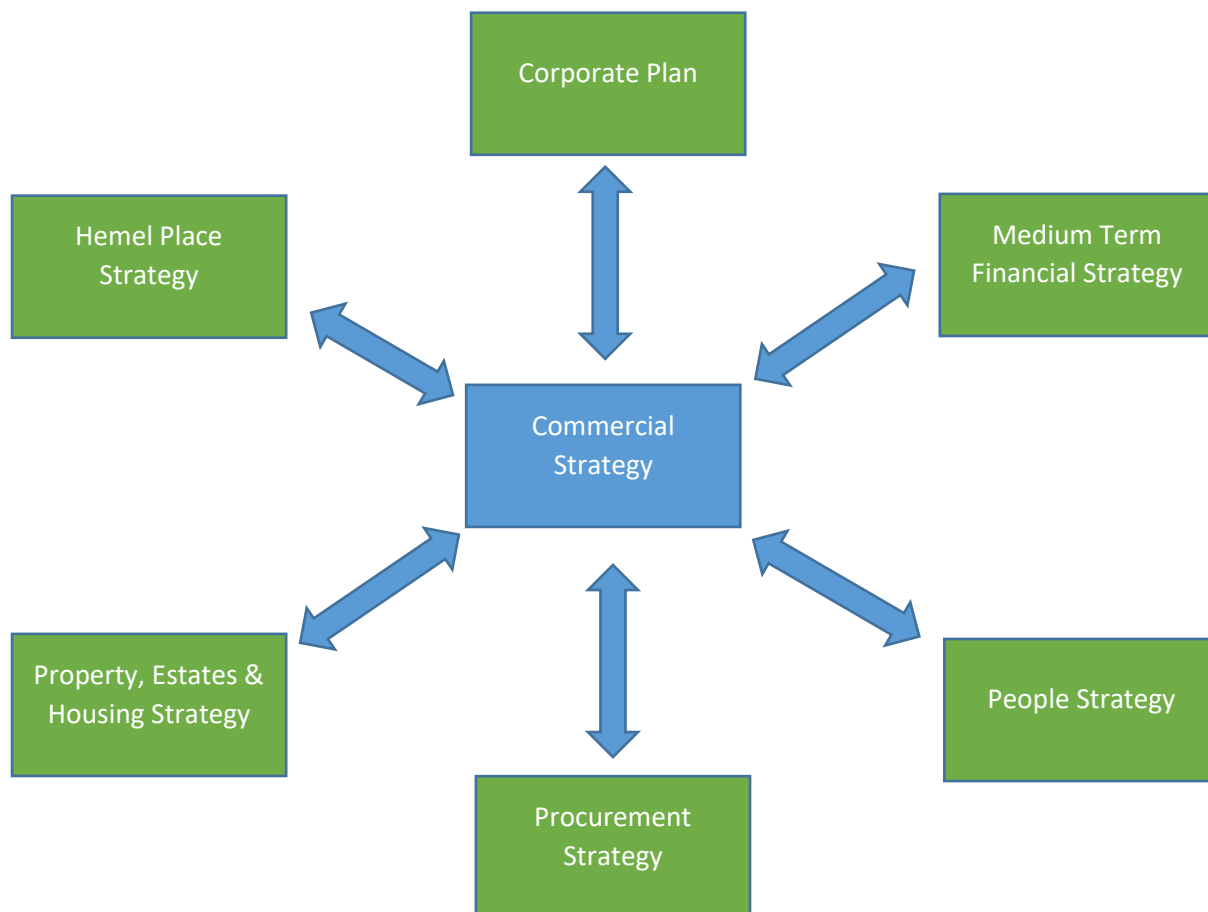 Corporate Plan
Hemel Place
Strategy
Medium Term
Financial Strategy
Commercial
Strategy
Property, Estates &
Housing Strategy
People Strategy
Procurement
Strategy